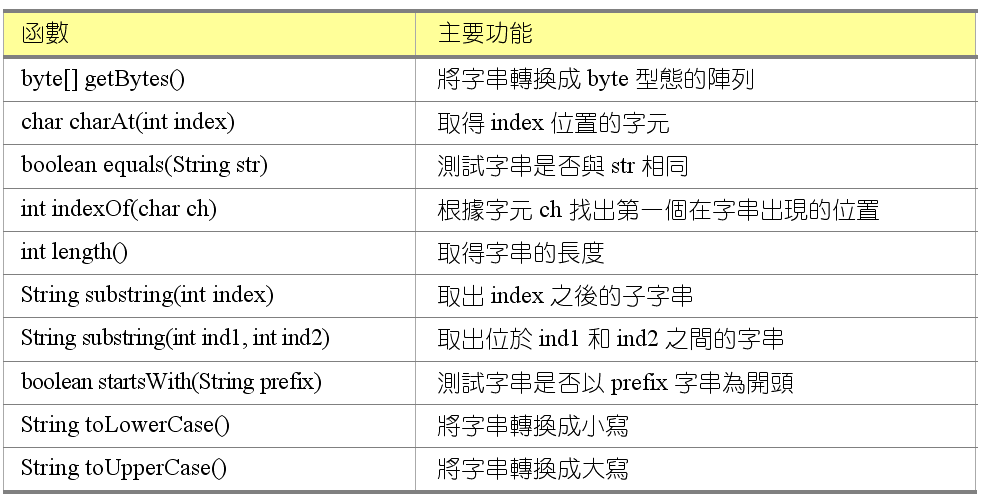 函數 主要功能
byte[] getBytes() 將字串轉換成 byte 型態的陣列
char charAt(int index) 取得 index 位置的字元
boolean equals(String str) 測試字串是否與 str 相同
int indexOf(char ch) 根據字元 ch 找出第一個在字串出現的位置
int length() 取得字串的長度
String substring(int index) 取出 index 之後的子字串
String substring(int ind1, int ind2) 取出位於 ind1 和 ind2 之間的字串
boolean startsWith(String prefix) 測試字串是否以 prefix 字串為開頭
String toLowerCase() 將字串轉換成小寫
String toUpperCase() 將字串轉換成大寫